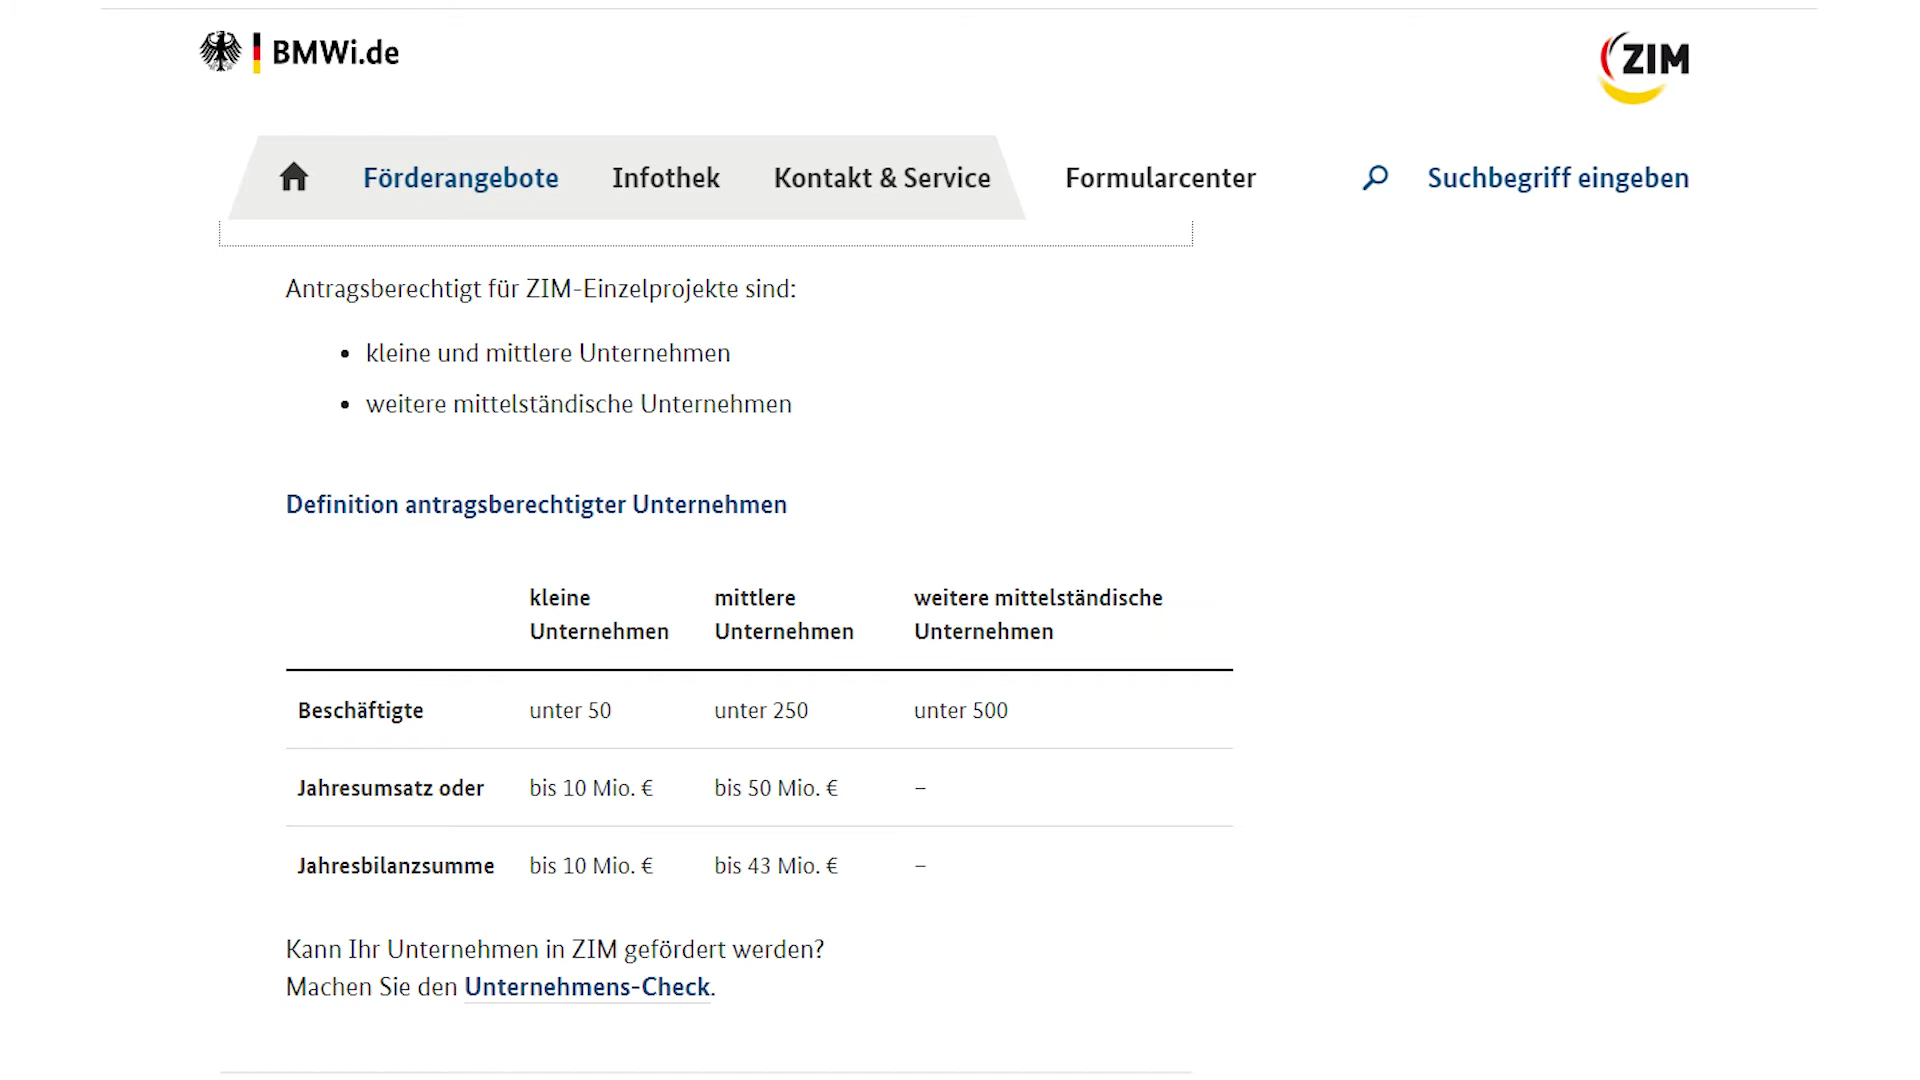 BMWi.de
ZIM
Förderangebote Infothek Kontakt & Service Formularcenter Suchbegriff eingeben
Antragsberechtigt für ZIM-Einzelprojekte sind:
• kleine und mittlere Unternehmen
• weitere mittelständische Unternehmen
Definition antragsberechtigter Unternehmen
kleine mittlere weitere mittelständische
Unternehmen Unternehmen Unternehmen
Beschäftigte unter 50 unter 250 unter 500
Jahresumsatz oder bis 10 Mio. € bis 50 Mio. € –
Jahresbilanzsumme bis 10 Mio. € bis 43 Mio. € –
Kann Ihr Unternehmen in ZIM gefördert werden?
Machen Sie den Unternehmens-Check.